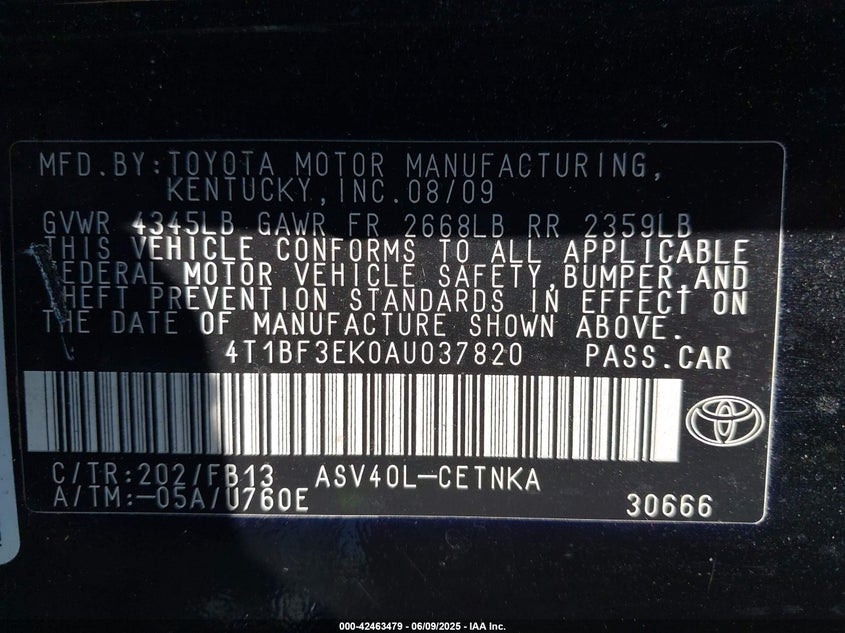 MFD.BY:TOYOTA MOTOR MANUFACTURING,
KENTUCKY,INC.08/09
GVWR 4345LB GAWR FR 2668LB RR 2359LB
THIS VEHICLE CONFORMS TO ALL APPLICABLE
FEDERAL MOTOR VEHICLE SAFETY,BUMPER,AND
THEFT PREVENTION STANDARDS IN EFFECT ON
THE DATE OF MANUFACTURE SHOWN ABOVE.
4T1BF3EK0AU037820 PASS.CAR
C/TR:202/FB13 ASV40L-CETNKA
A/TM:-05A/U760E 30666
000-42463479 - 06/09/2025 - IAA Inc.